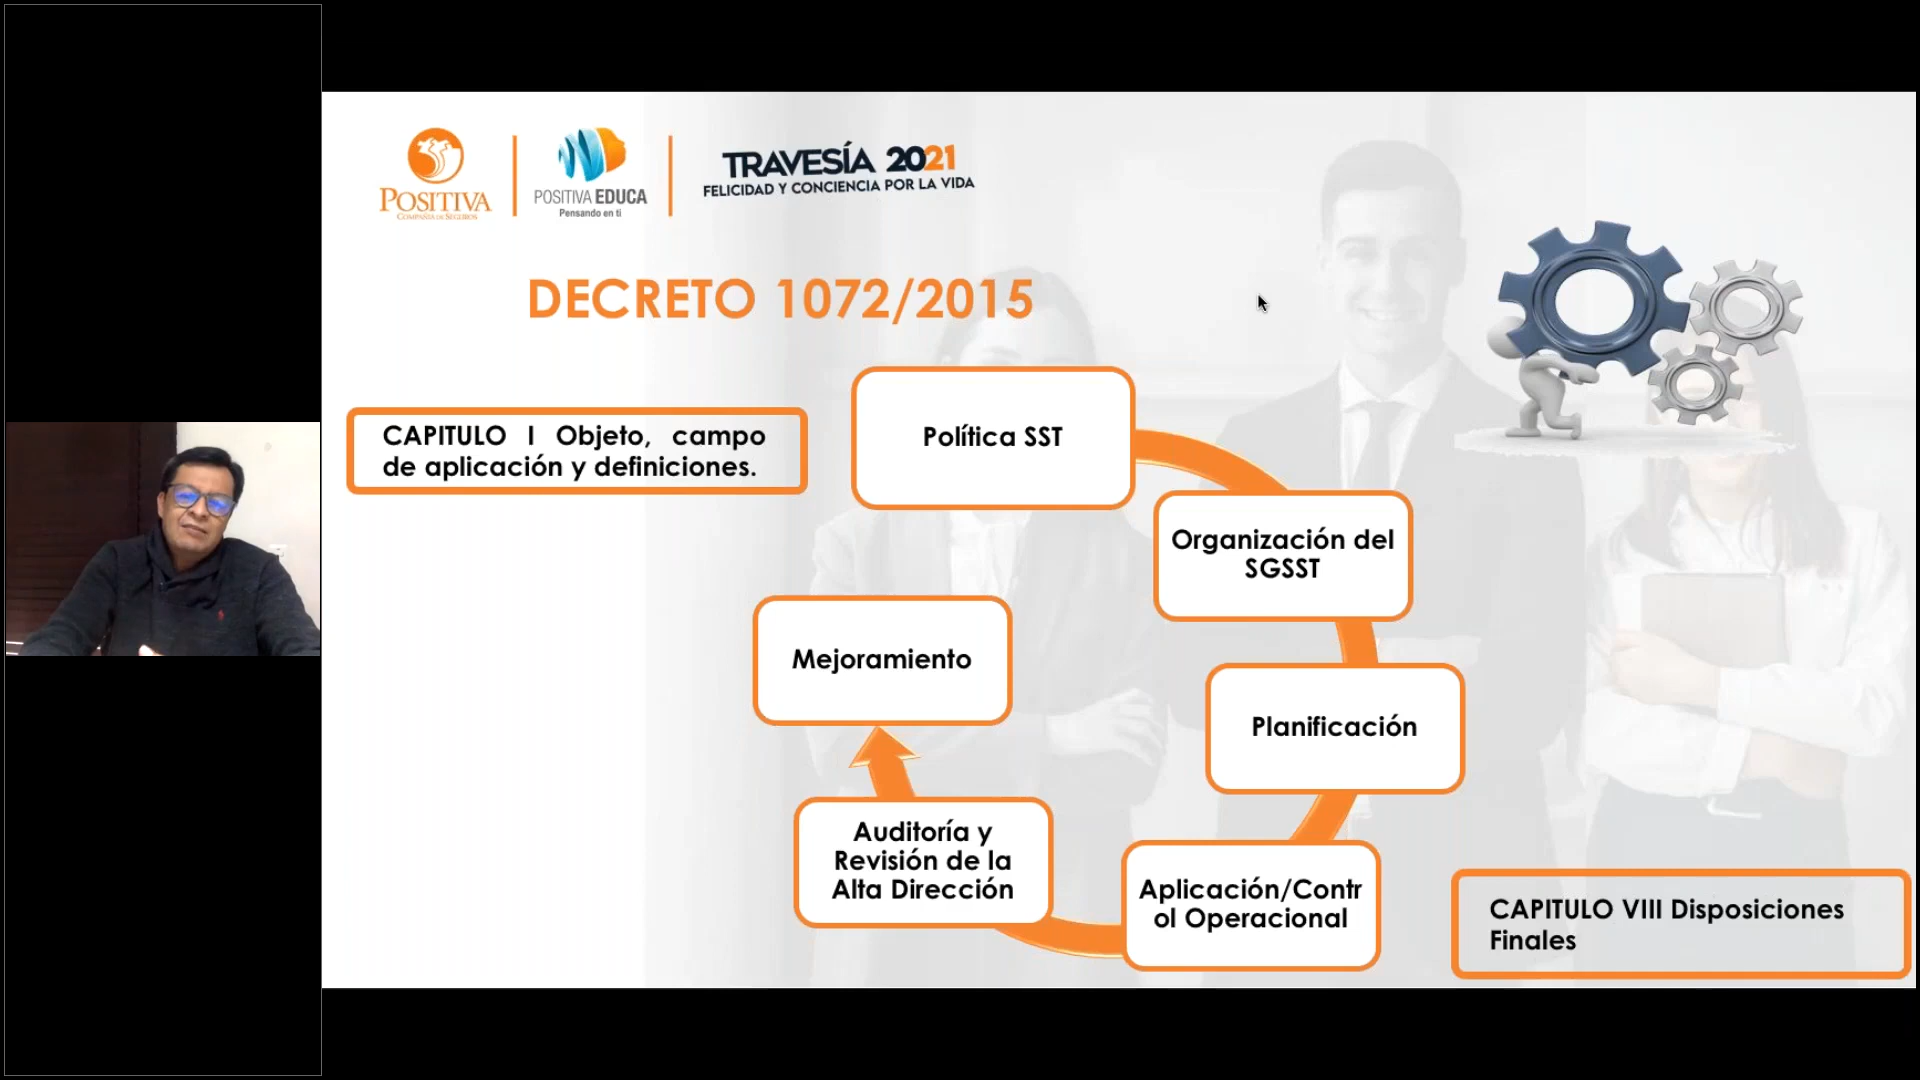 POSITIVA
COMPAÑÍA DE SEGUROS
POSITIVA EDUCA
Pensando en ti
TRAVESÍA 2021
FELICIDAD Y CONCIENCIA POR LA VIDA
DECRETO 1072/2015
CAPITULO I Objeto, campo
de aplicación y definiciones.
Política SST
Organización del
SGSST
Planificación
Aplicación/Contr
ol Operacional
Auditoría y
Revisión de la
Alta Dirección
Mejoramiento
CAPITULO VIII Disposiciones
Finales